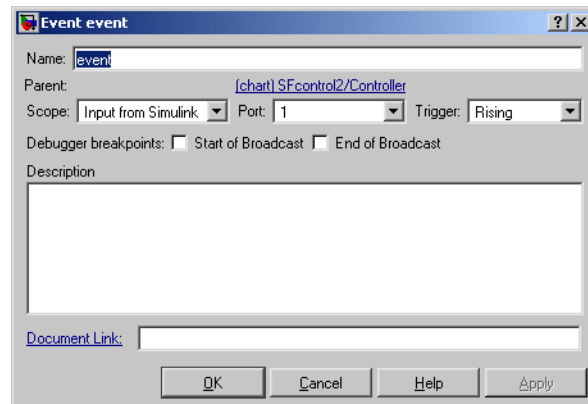 Event event
Name: event
Parent: (chart) SFcontrol2/Controller
Scope: Input from Simulink Port: 1 Trigger: Rising
Debugger breakpoints: Start of Broadcast End of Broadcast
Description
Document Link:
OK Cancel Help Apply